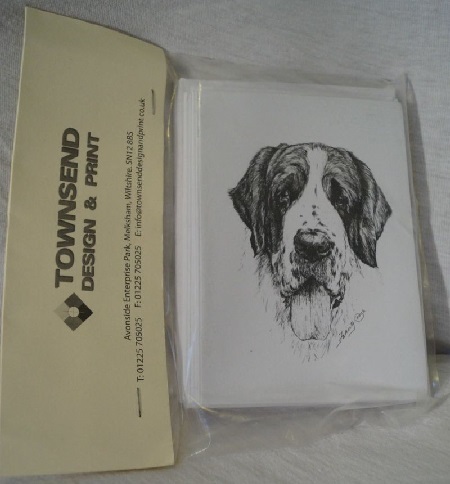 TOWNSEND
DESIGN & PRINT
Avonside Enterprise Park, Melksham, Wiltshire. SN12 8BS
T: 01225 705025 F: 01225 705025 E: info@townsenddesignandprint.co.uk